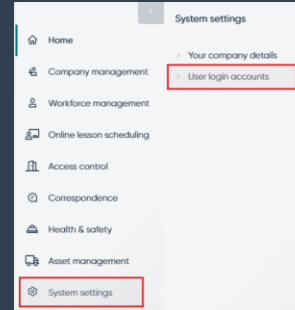 Home
Company management
Workforce management
Online lesson scheduling
Access control
Correspondence
Health & safety
Asset management
System settings
System settings
Your company details
User login accounts